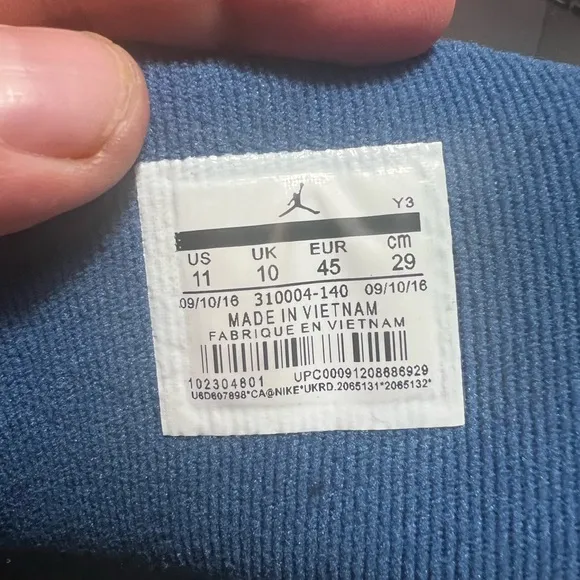 Y3
US UK EUR cm
11 10 45 29
09/10/16 310004-140 09/10/16
MADE IN VIETNAM
FABRIQUE EN VIETNAM
102304801 UPC00091208686929
U6D607898*CA@NIKE*UKRD.2065131*2065132*